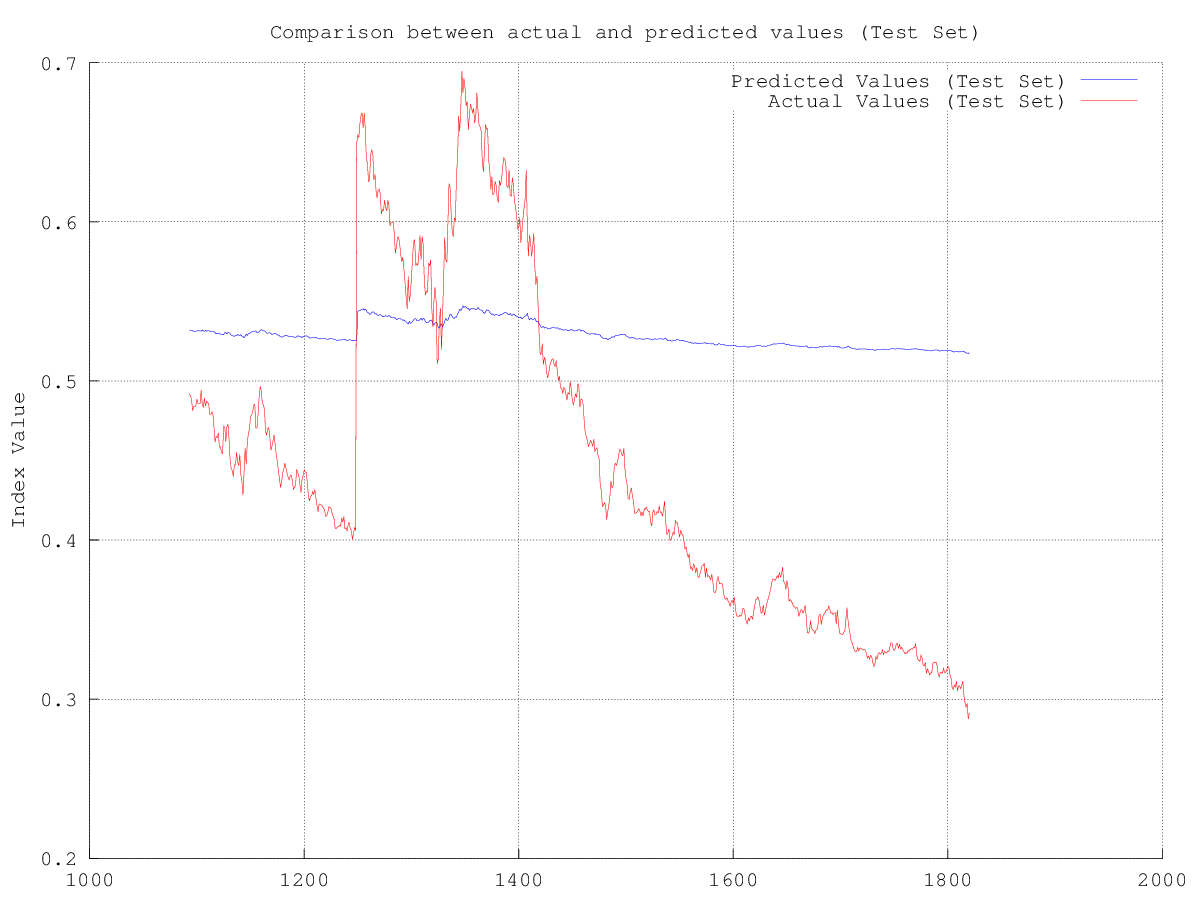 Comparison between actual and predicted values (Test Set)
0.7
Predicted Values (Test Set)
Actual Values (Test Set)
0.6
0.5
Index Value
0.4
0.3
0.2
1000 1200 1400 1600 1800 2000